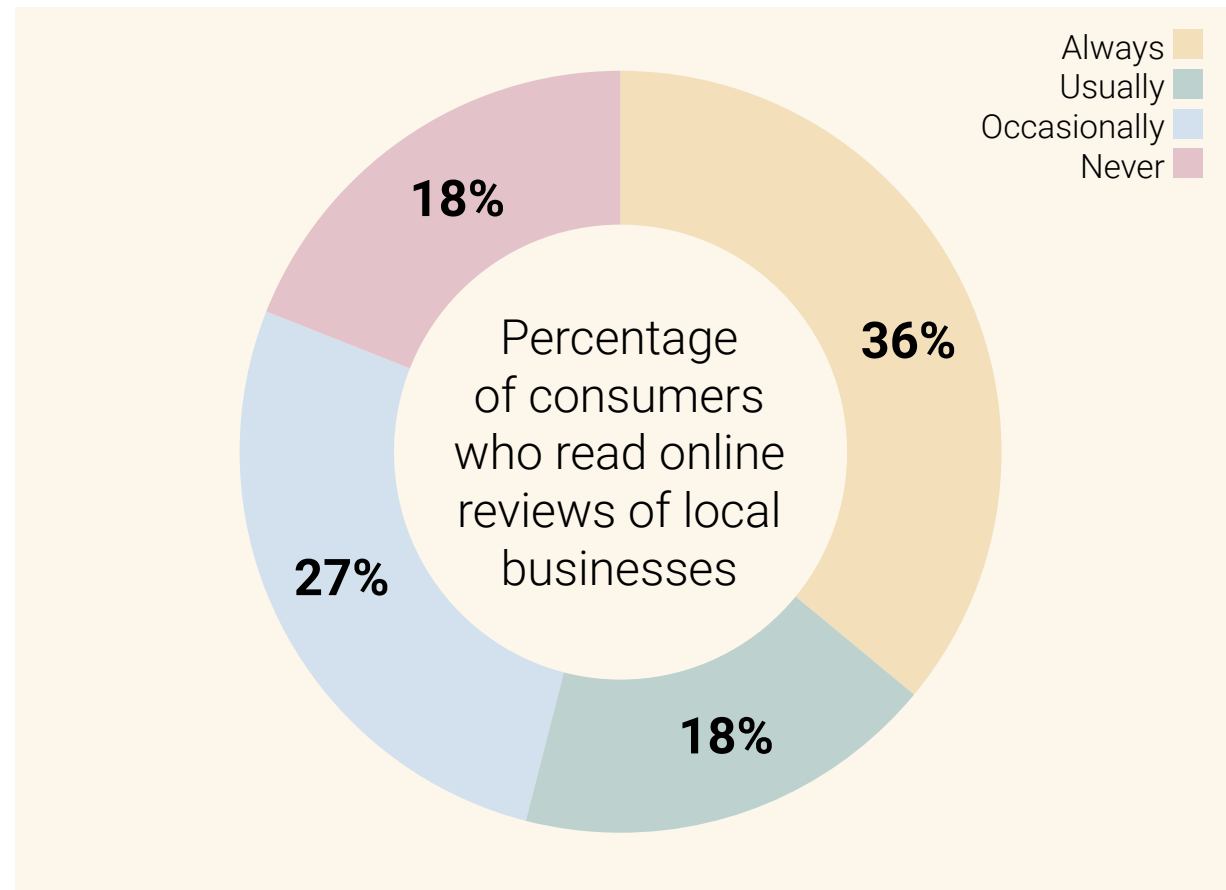 Always
Usually
Occasionally
Never
18%
36%
Percentage
of consumers
who read online
reviews of local
businesses
27%
18%